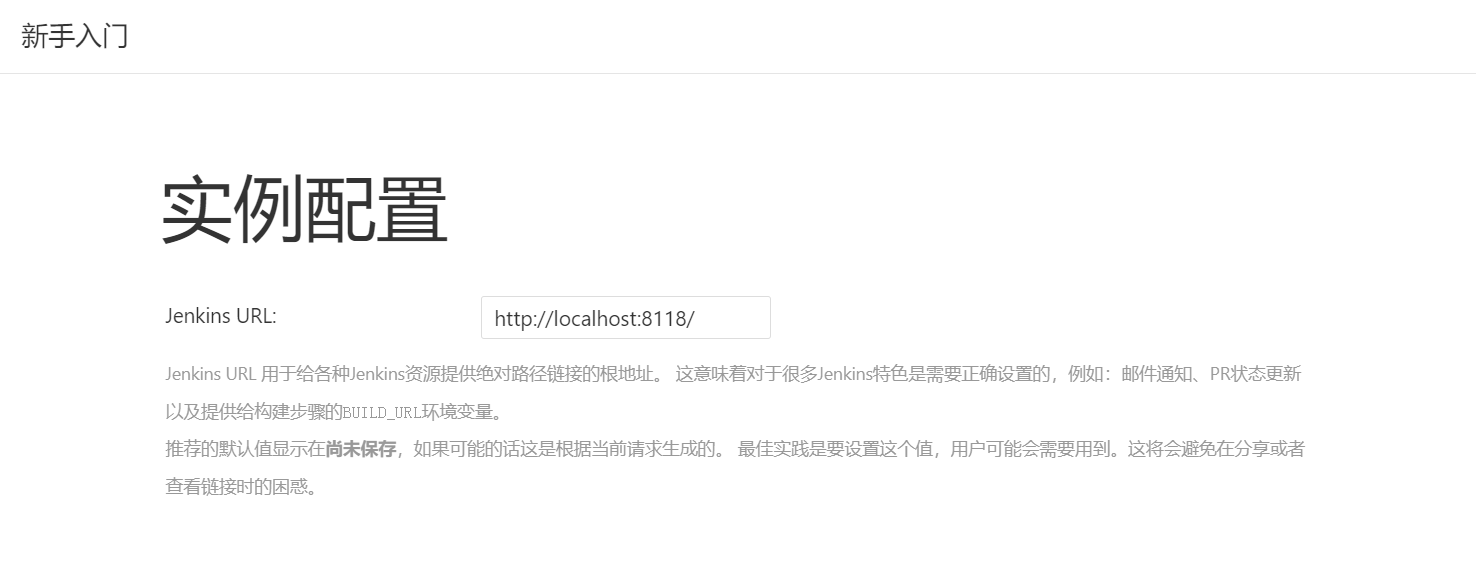 新手入门
实例配置
Jenkins URL:
http://localhost:8118/
Jenkins URL 用于给各种Jenkins资源提供绝对路径链接的根地址。 这意味着对于很多Jenkins特色是需要正确设置的，例如：邮件通知、PR状态更新
以及提供给构建步骤的BUILD_URL环境变量。
推荐的默认值显示在尚未保存，如果可能的话这是根据当前请求生成的。 最佳实践是要设置这个值，用户可能会需要用到。这将会避免在分享或者
查看链接时的困惑。